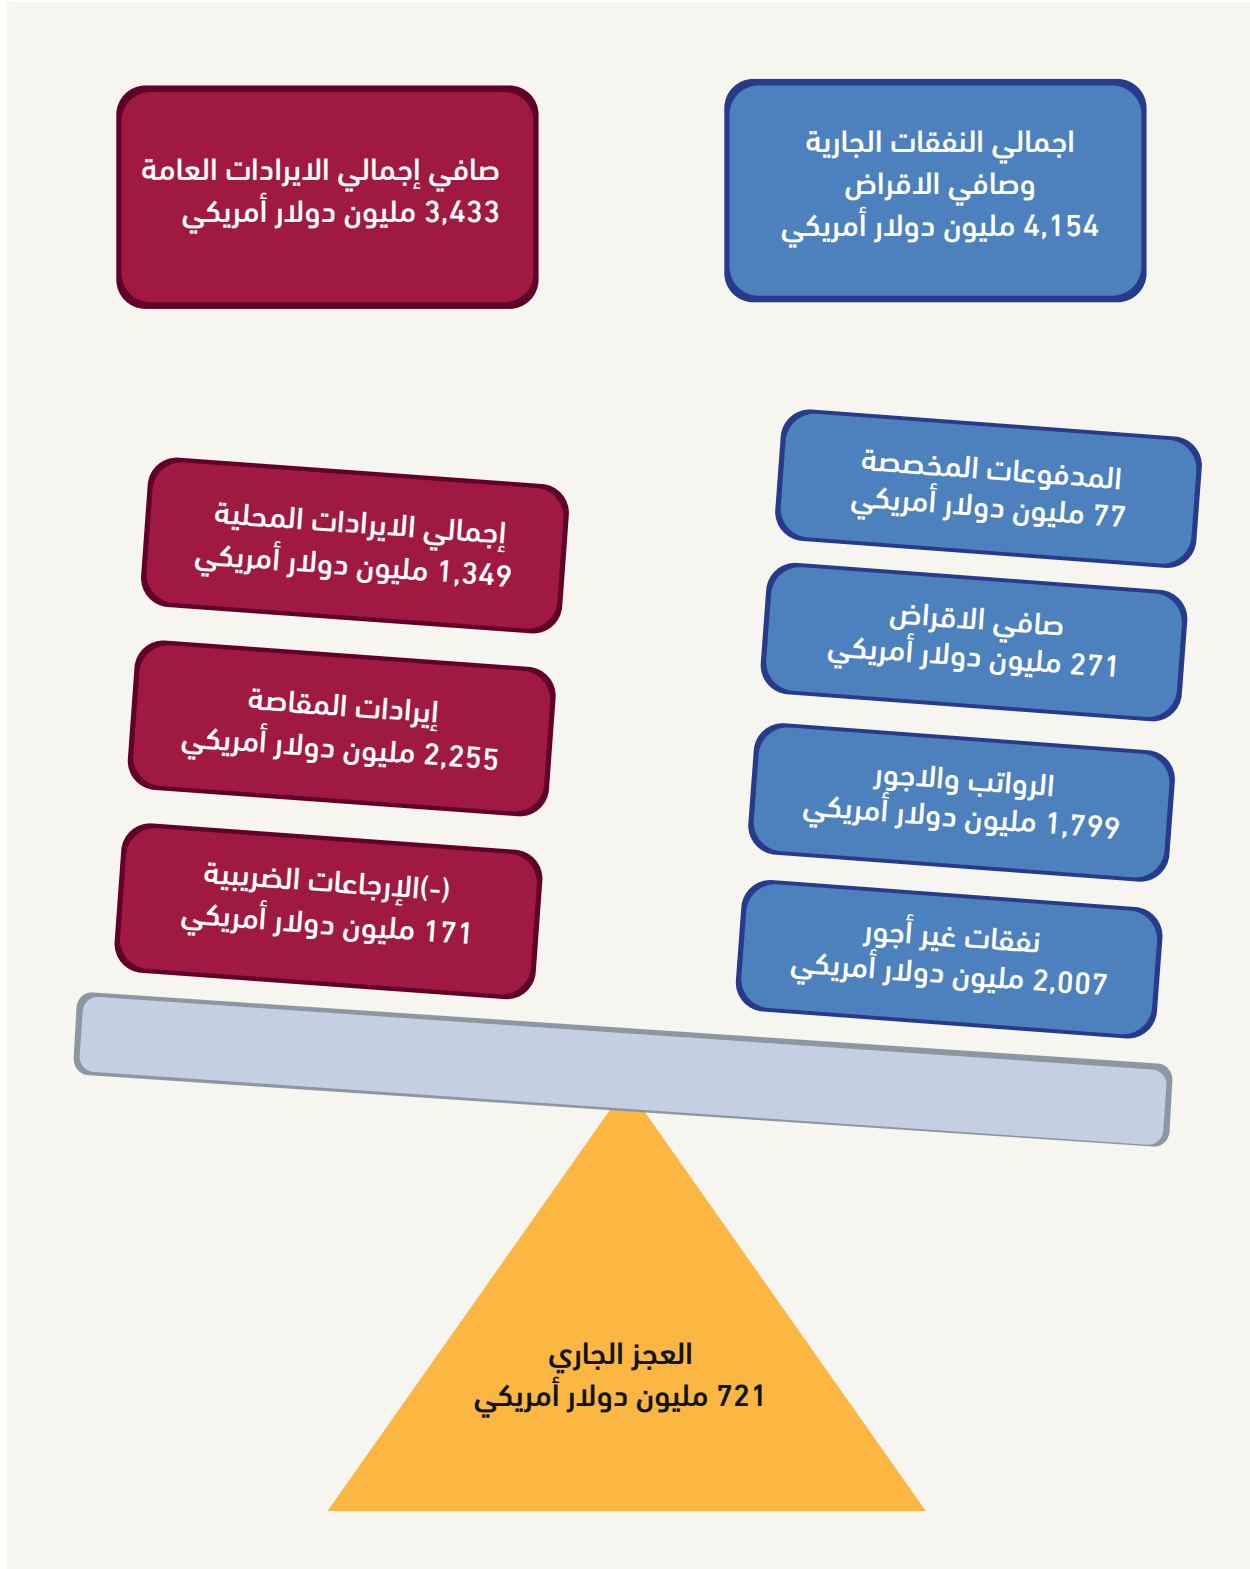 اجمالي النفقات الجارية
وصافي الاقراض
4,154 مليون دولار أمريكي
صافي إجمالي الايرادات العامة
3,433 مليون دولار أمريكي
المدفوعات المخصصة
77 مليون دولار أمريكي
صافي الاقراض
271 مليون دولار أمريكي
الرواتب والاجور
1,799 مليون دولار أمريكي
نفقات غير أجور
2,007 مليون دولار أمريكي
إجمالي الايرادات المحلية
1,349 مليون دولار أمريكي
إيرادات المقاصة
2,255 مليون دولار أمريكي
(-)الإرجاعات الضريبية
171 مليون دولار أمريكي
العجز الجاري
721 مليون دولار أمريكي